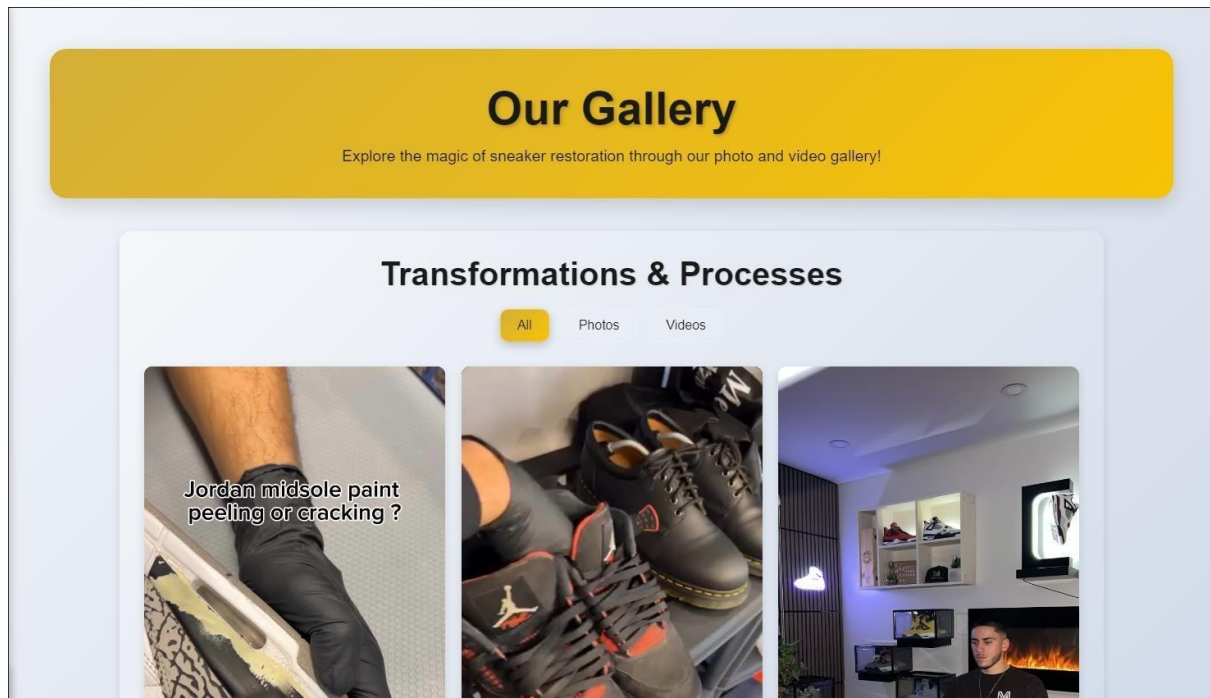 Our Gallery
Explore the magic of sneaker restoration through our photo and video gallery!
Transformations & Processes
All
Photos
Videos
Jordan midsole paint
peeling or cracking ?
Me